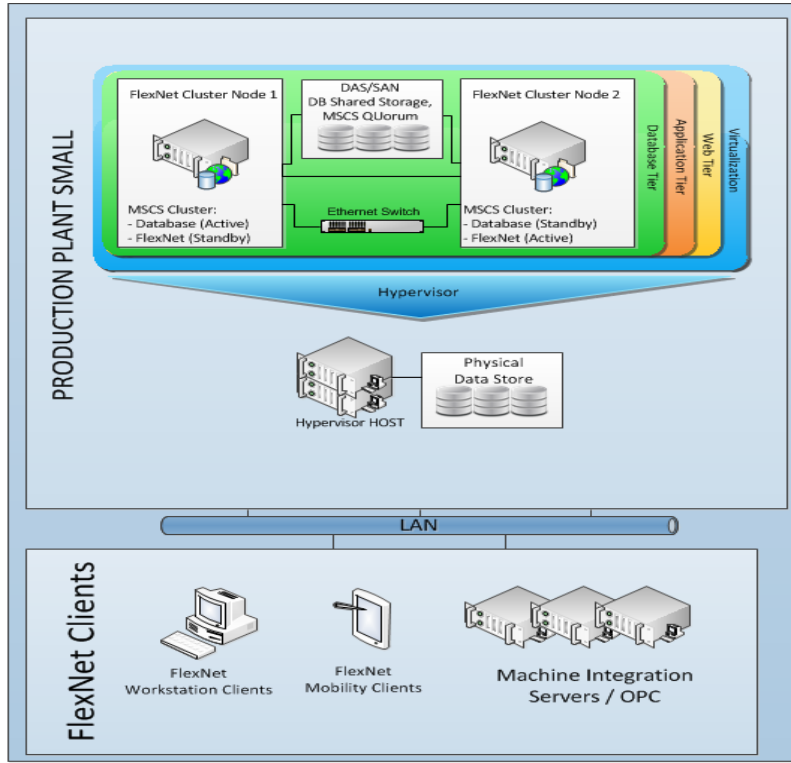 PRODUCTION PLANT SMALL
FlexNet Cluster Node 1
MSCS Cluster:
- Database (Active)
- FlexNet (Standby)
DAS/SAN
DB Shared Storage,
MSCS QUorum
Ethernet Switch
FlexNet Cluster Node 2
MSCS Cluster:
- Database (Standby)
- FlexNet (Active)
Database Tier
Application Tier
Web Tier
Virtualization
Hypervisor
Hypervisor HOST
Physical
Data Store
LAN
FlexNet Clients
FlexNet
Workstation Clients
FlexNet
Mobility Clients
Machine Integration
Servers / OPC